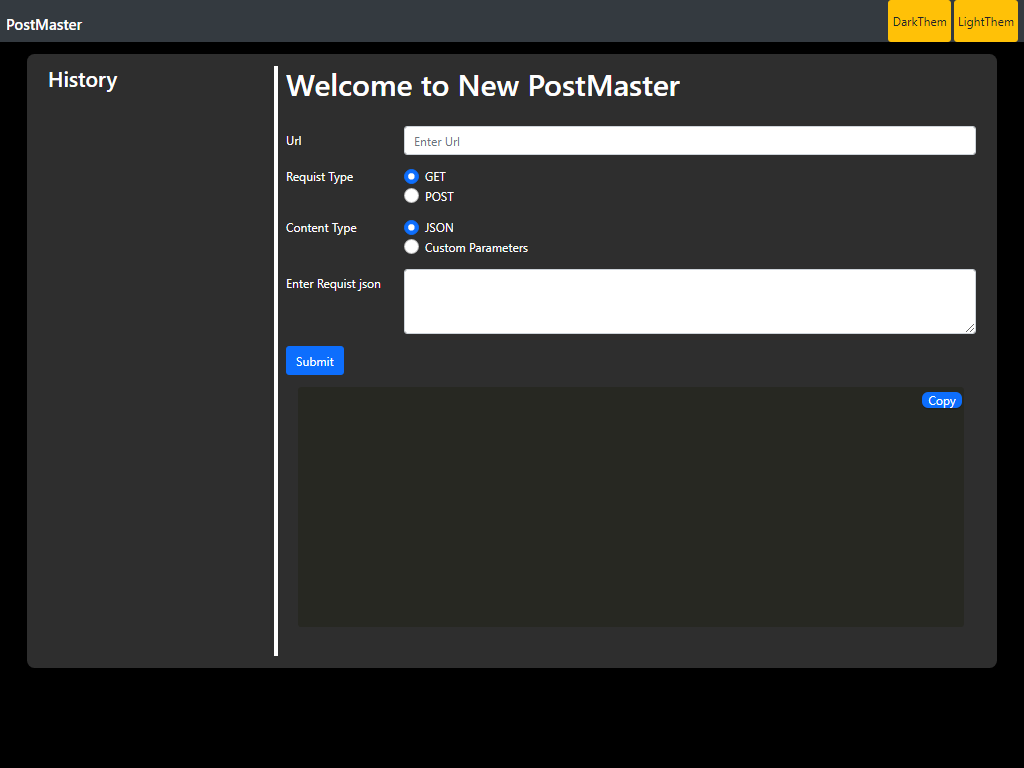 PostMaster
DarkThem
LightThem
History
Welcome to New PostMaster
Url
Enter Url
Requist Type
GET
POST
Content Type
JSON
Custom Parameters
Enter Requist json
Submit
Copy